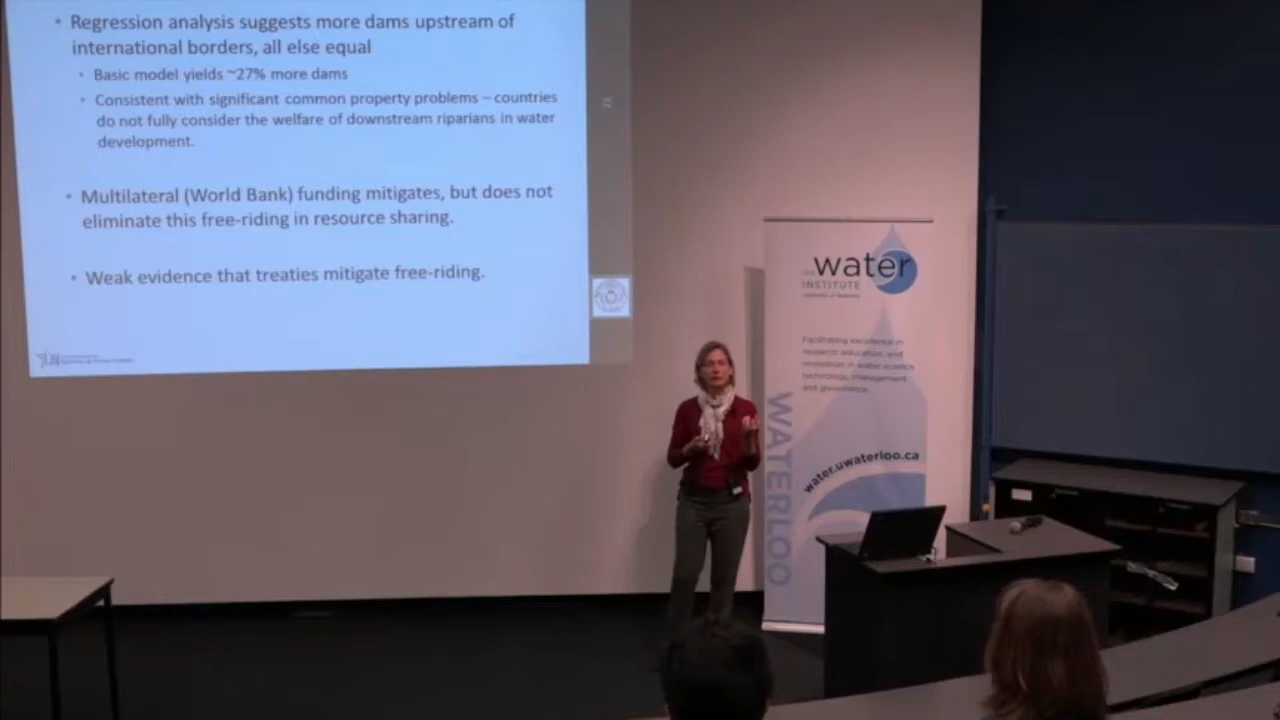 • Regression analysis suggests more dams upstream of
international borders, all else equal
• Basic model yields ~27% more dams
• Consistent with significant common property problems – countries
do not fully consider the welfare of downstream riparians in water
development.
• Multilateral (World Bank) funding mitigates, but does not
eliminate this free-riding in resource sharing.
• Weak evidence that treaties mitigate free-riding.
water
INSTITUTE
Facilitating excellence in
research, education, and
innovation in water science
technology, management
and governance.
WATERLOO
water.uwaterloo.ca